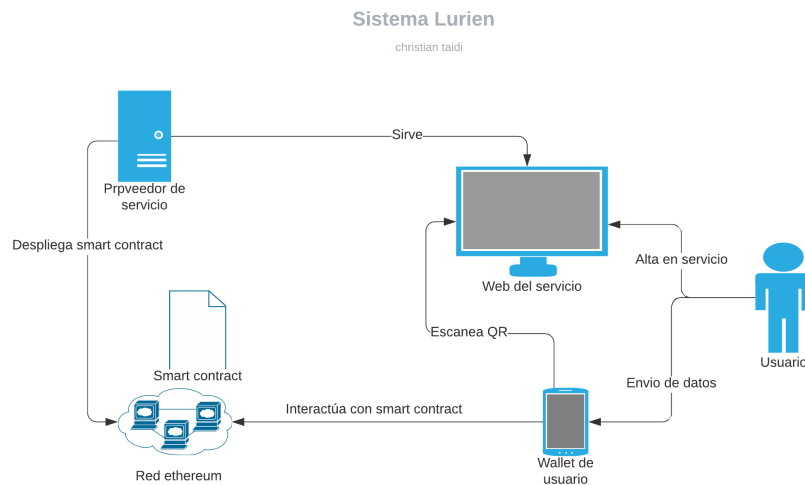 Sistema Lurien
christian taidi
Sirve
Prpveedor de
servicio
Despliega smart contract
Web del servicio
Alta en servicio
Usuario
Escanea QR
Smart contract
Envio de datos
Interactúa con smart contract
Wallet de
usuario
Red ethereum